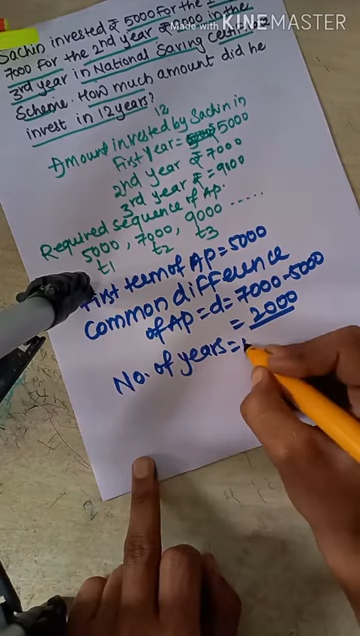 Made with
KINEMASTER
Sachin invested ₹ 5000 for the
7000 for the 2nd year ₹ in the
3rd year in National Saving
Scheme. How much amount did he
invest in 12 years?
12
Amount invested by Sachin in
First Year = 5000
2nd year ₹ 7000
3rd year ₹ = 9100
Required sequence of AP.
5000, 7000, 9000 .....
t1 t2 t3
First term of AP = 5000
Common difference
of AP = d = 7000-5000
= 2000
No. of years =